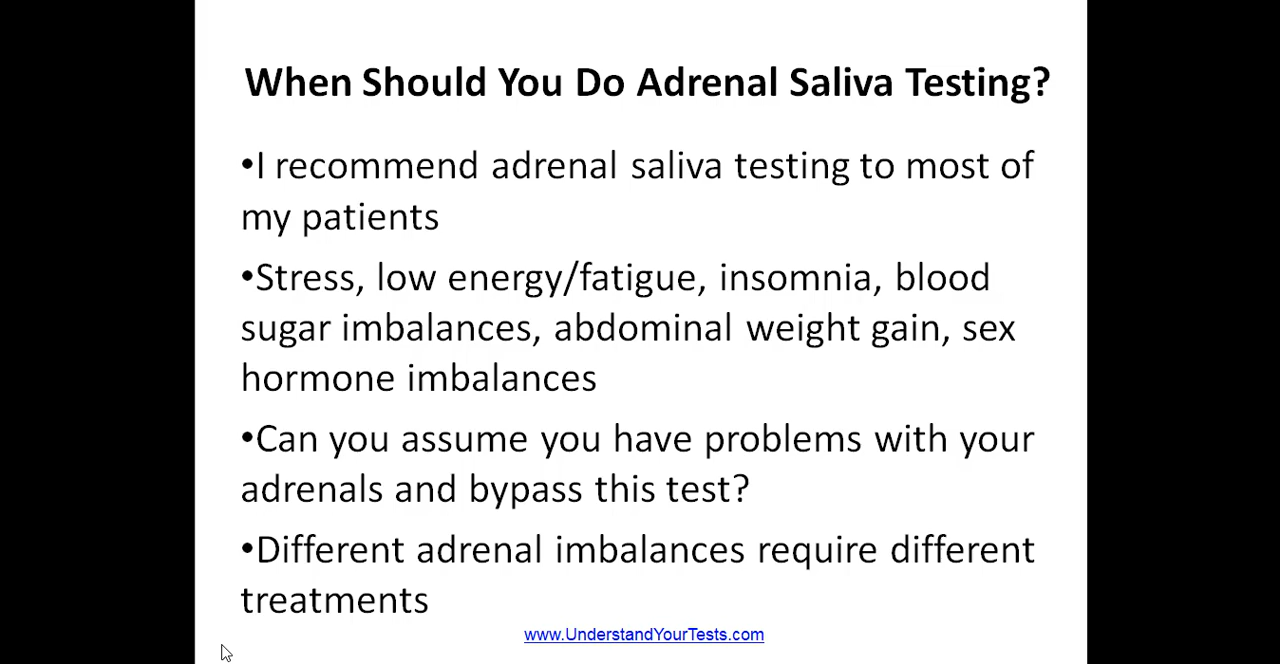 When Should You Do Adrenal Saliva Testing?
•I recommend adrenal saliva testing to most of
my patients
•Stress, low energy/fatigue, insomnia, blood
sugar imbalances, abdominal weight gain, sex
hormone imbalances
•Can you assume you have problems with your
adrenals and bypass this test?
•Different adrenal imbalances require different
treatments
www.UnderstandYourTests.com